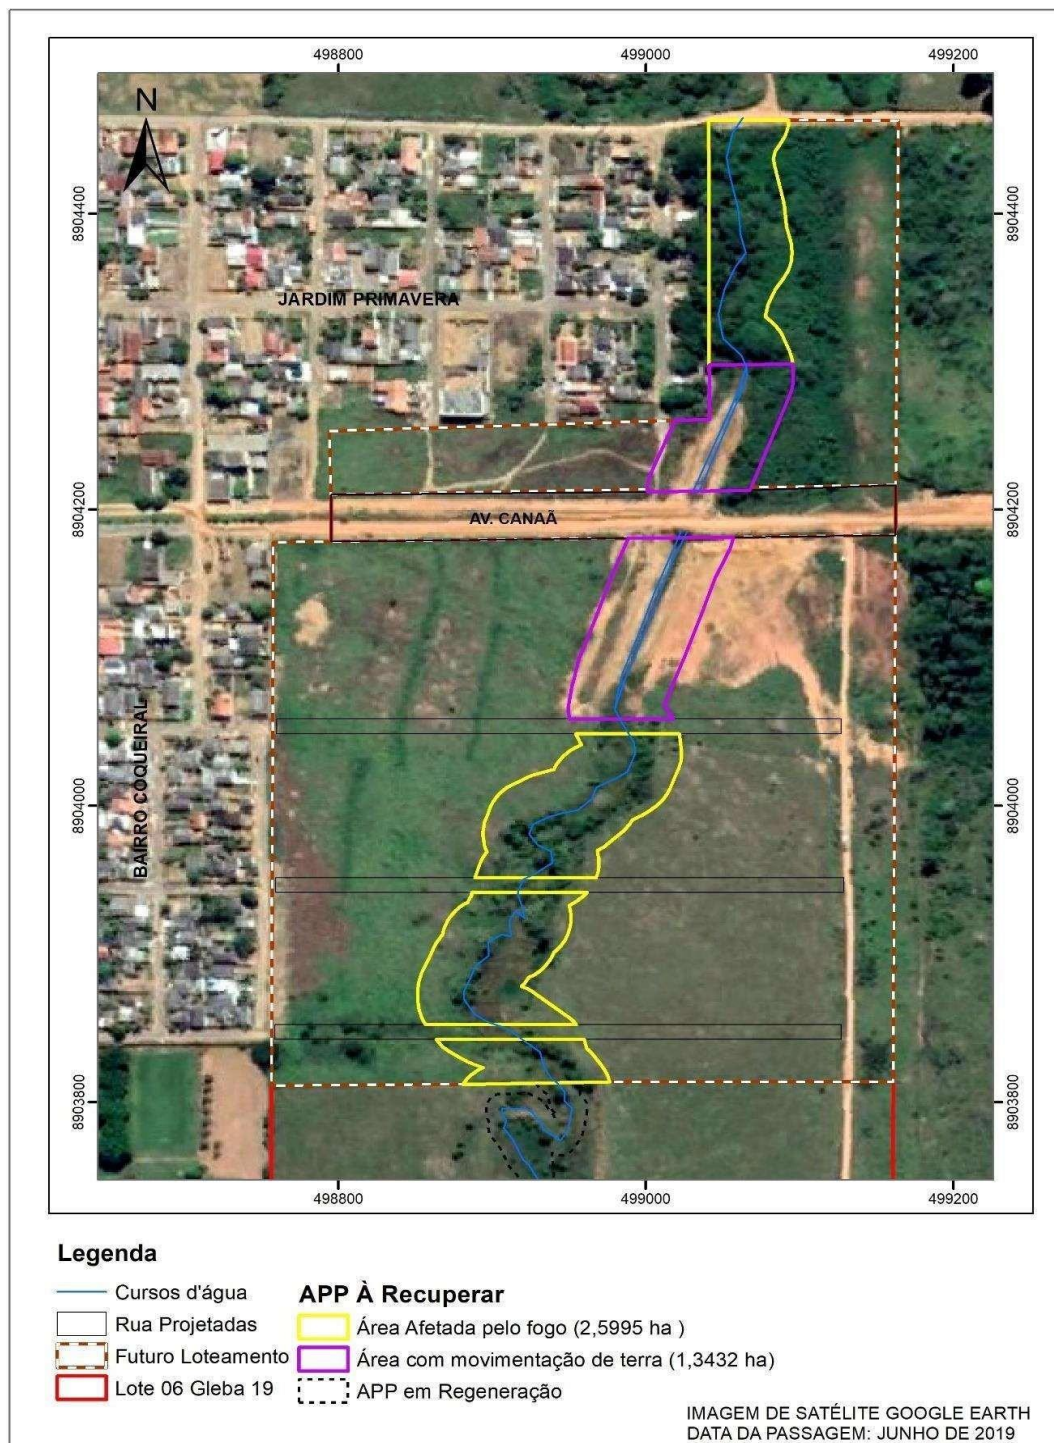 498800 499000 499200
N
8904400 8904400
JARDIM PRIMAVERA
8904200 8904200
AV. CANAÃ
BAIRRO COQUEIRAL
8904000 8904000
8903800 8903800
498800 499000 499200
Legenda
Cursos d'água
Rua Projetadas
Futuro Loteamento
Lote 06 Gleba 19
APP À Recuperar
Área Afetada pelo fogo (2,5995 ha )
Área com movimentação de terra (1,3432 ha)
APP em Regeneração
IMAGEM DE SATÉLITE GOOGLE EARTH
DATA DA PASSAGEM: JUNHO DE 2019